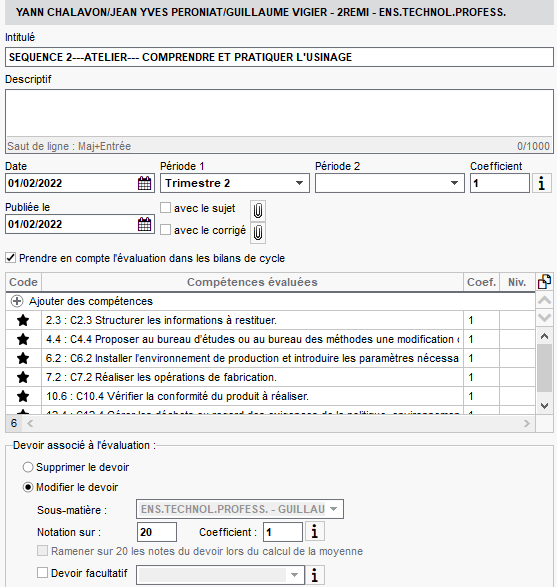 YANN CHALAVON/JEAN YVES PERONIAT/GUILLAUME VIGIER - 2REMI - ENS.TECHNOL.PROFESS.
Intitulé
SEQUENCE 2---ATELIER--- COMPRENDRE ET PRATIQUER L'USINAGE
Descriptif
Saut de ligne : Maj+Entrée 0/1000
Date Période 1 Période 2 Coefficient
01/02/2022 Trimestre 2 1
Publiée le avec le sujet
01/02/2022 avec le corrigé
Prendre en compte l'évaluation dans les bilans de cycle
Code Compétences évaluées Coef. Niv.
Ajouter des compétences
2.3 : C2.3 Structurer les informations à restituer. 1
4.4 : C4.4 Proposer au bureau d'études ou au bureau des méthodes une modification 1
6.2 : C6.2 Installer l'environnement de production et introduire les paramètres nécessa 1
7.2 : C7.2 Réaliser les opérations de fabrication. 1
10.6 : C10.4 Vérifier la conformité du produit à réaliser. 1
6
Devoir associé à l'évaluation :
Supprimer le devoir
Modifier le devoir
Sous-matière : ENS.TECHNOL.PROFESS. - GUILLAU
Notation sur : 20 Coefficient : 1
Ramener sur 20 les notes du devoir lors du calcul de la moyenne
Devoir facultatif